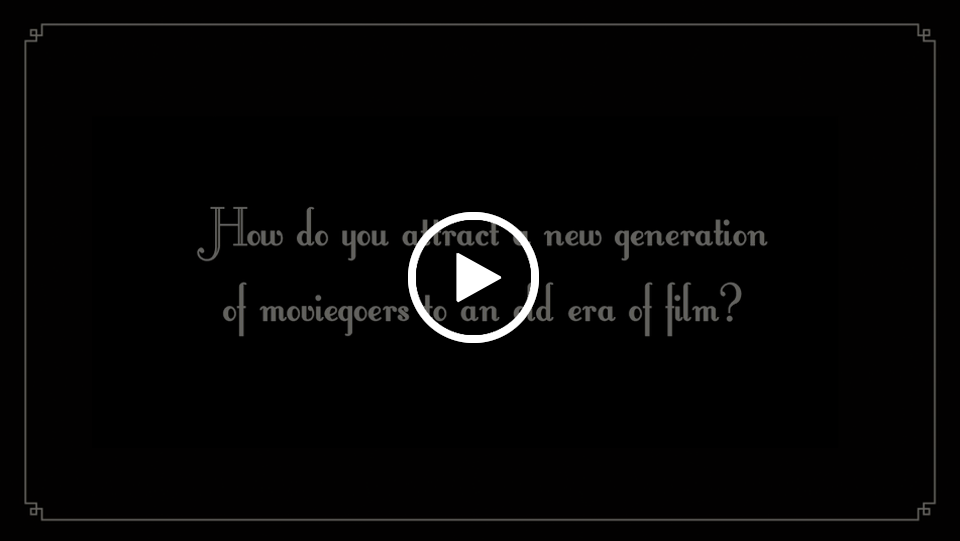 How do you attract a new generation
of moviegoers to an old era of film?